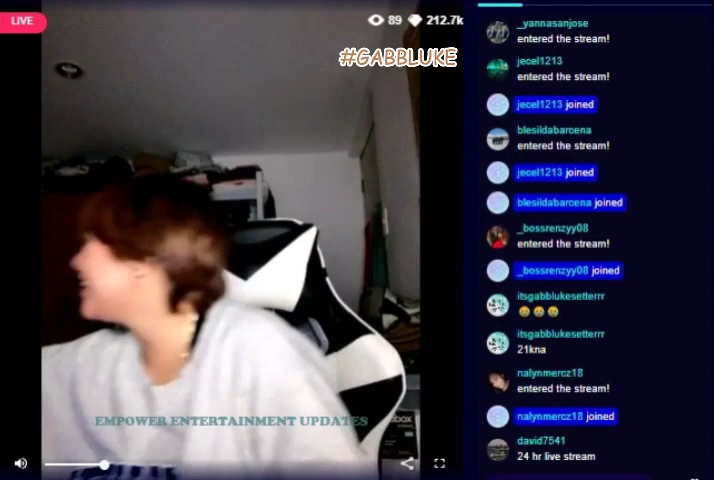 LIVE
89 212.7k
#GABBLUKE
EMPOWER ENTERTAINMENT UPDATES
_yannasanjose
entered the stream!
jecel1213
entered the stream!
jecel1213 joined
blesildabarcena
entered the stream!
jecel1213 joined
blesildabarcena joined
_bossrenzyy08
entered the stream!
_bossrenzyy08 joined
itsgabblukesetterrr
😢😢😢
itsgabblukesetterrr
21kna
nalynmercz18
entered the stream!
nalynmercz18 joined
david7541
24 hr live stream